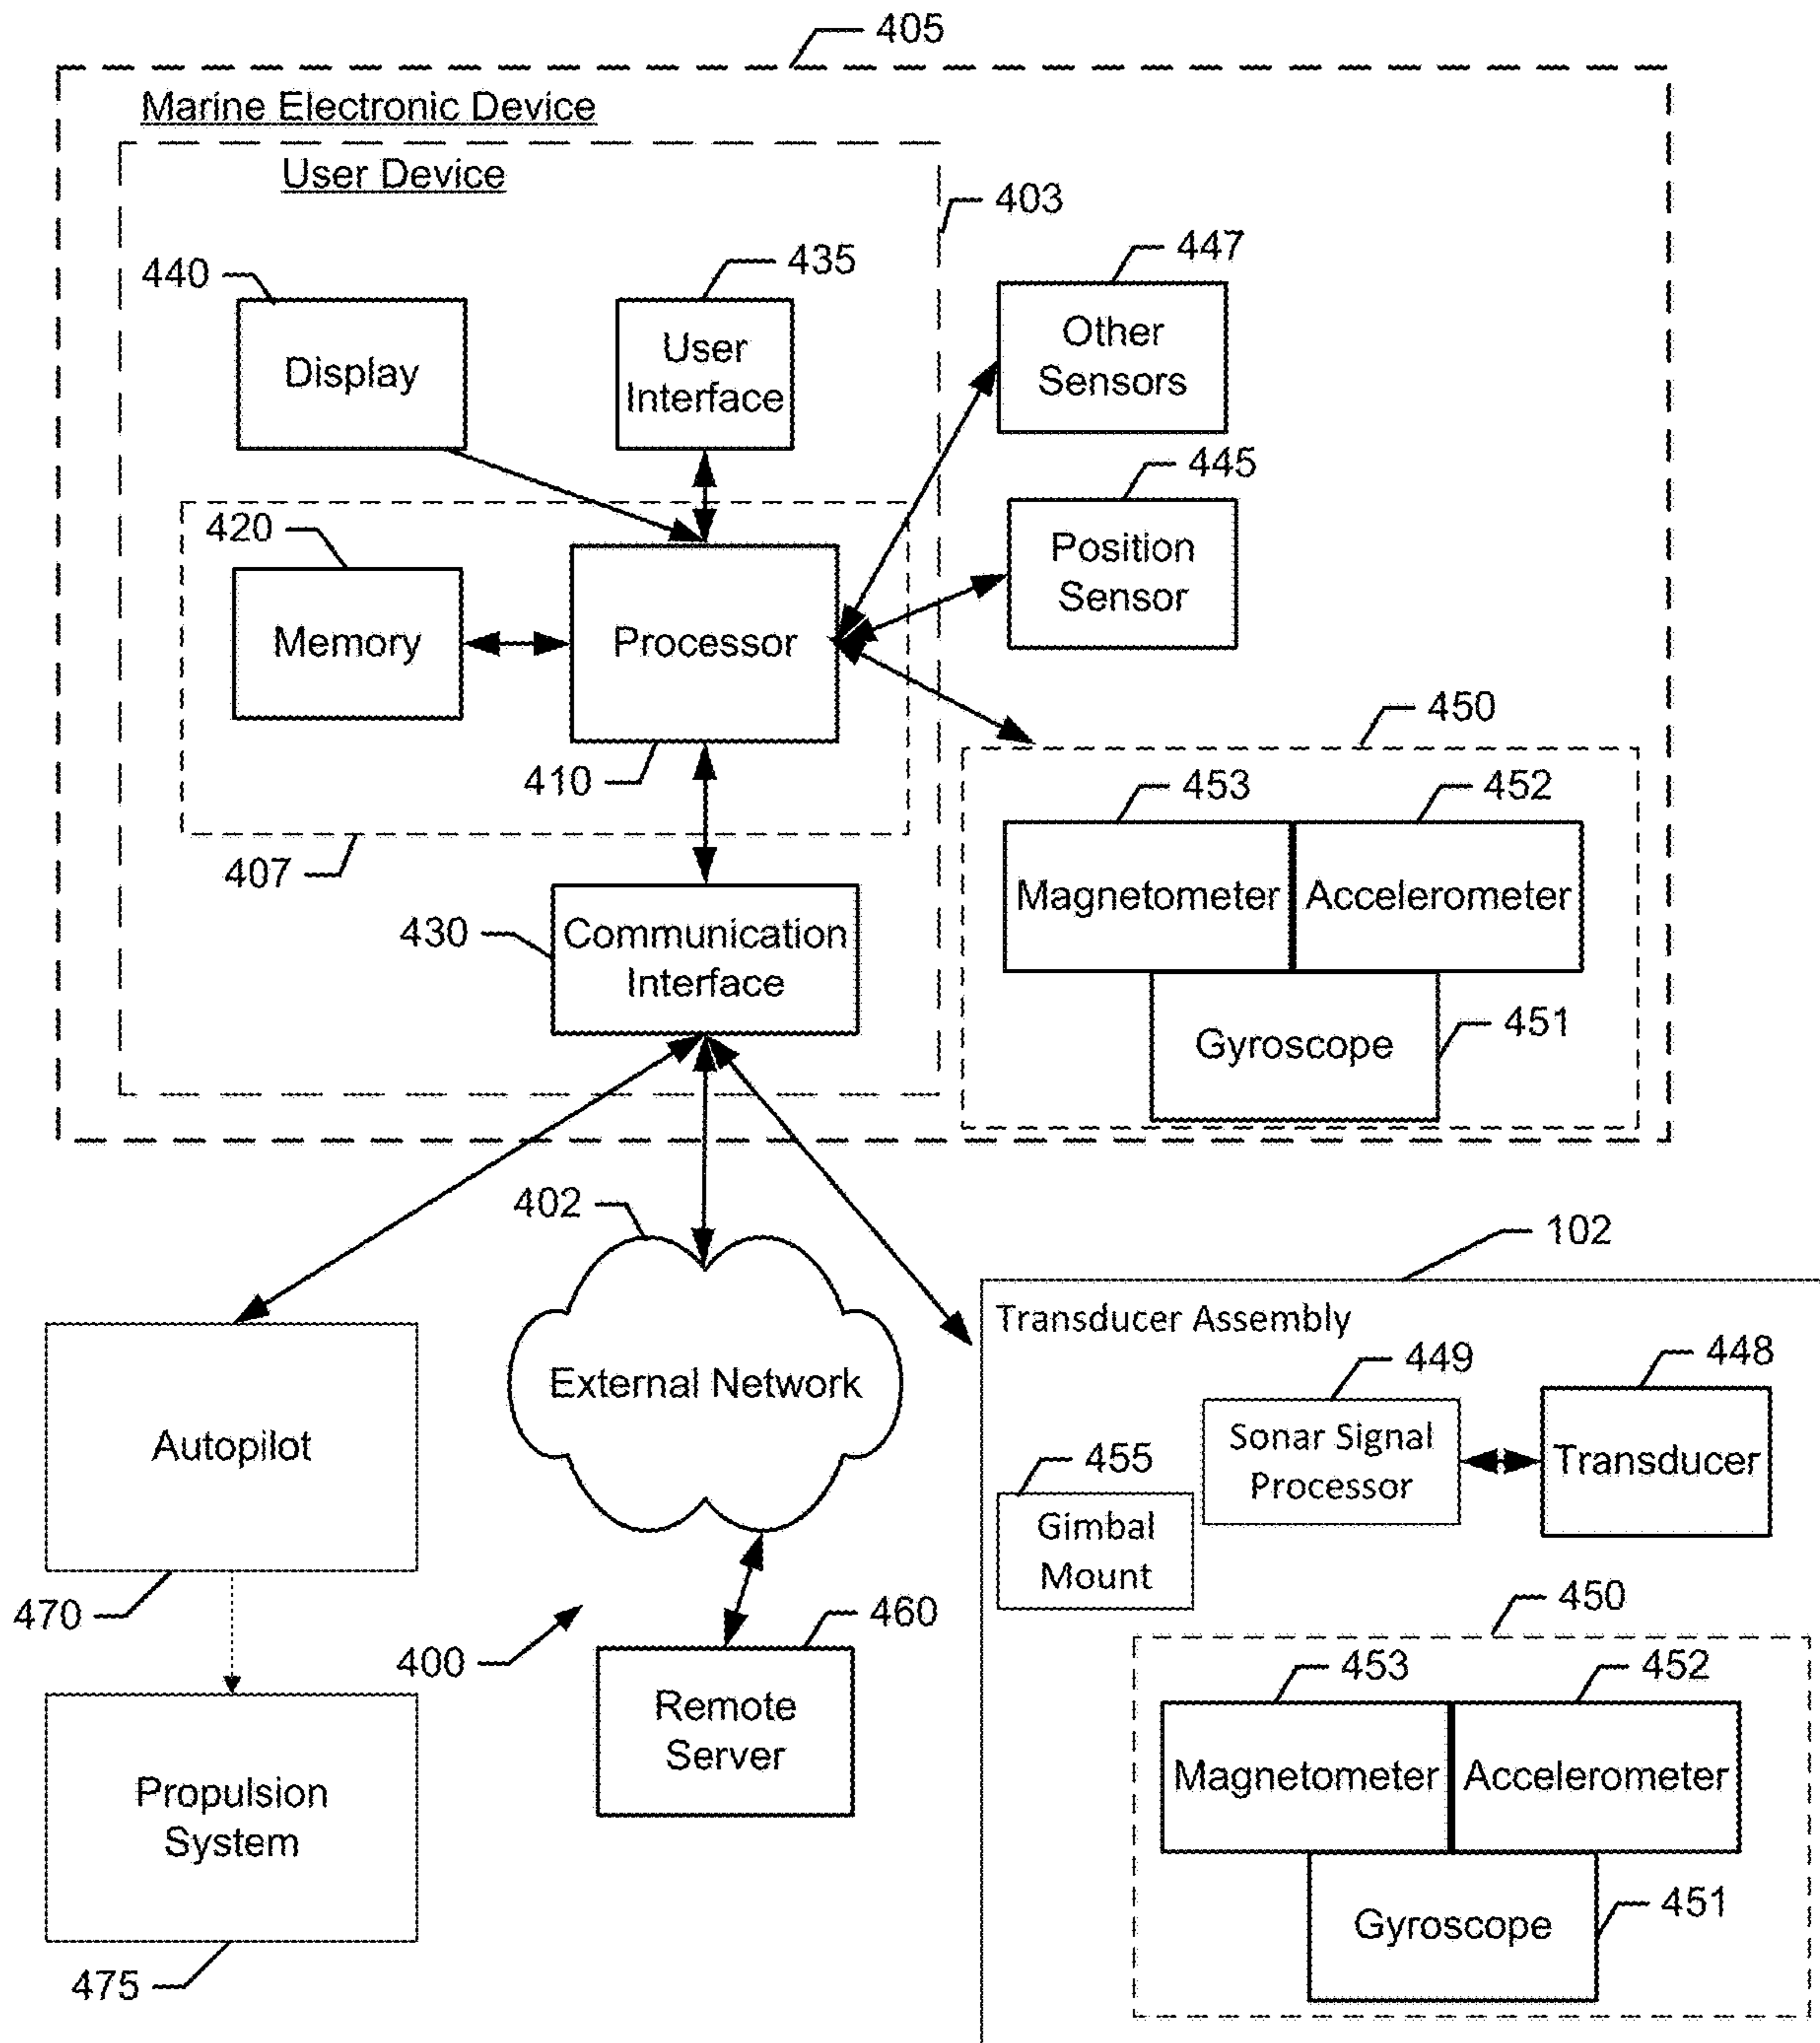 405
Marine Electronic Device
User Device
403
440
435
447
Display
User
Interface
Other
Sensors
445
420
Position
Sensor
Memory
Processor
410
407
450
453
452
Magnetometer
Accelerometer
430
Communication
Interface
451
Gyroscope
402
102
External Network
Transducer Assembly
449
448
Autopilot
Sonar Signal
Processor
Transducer
455
Gimbal
Mount
470
400
460
450
Remote
Server
453
452
Propulsion
System
Magnetometer
Accelerometer
451
Gyroscope
475